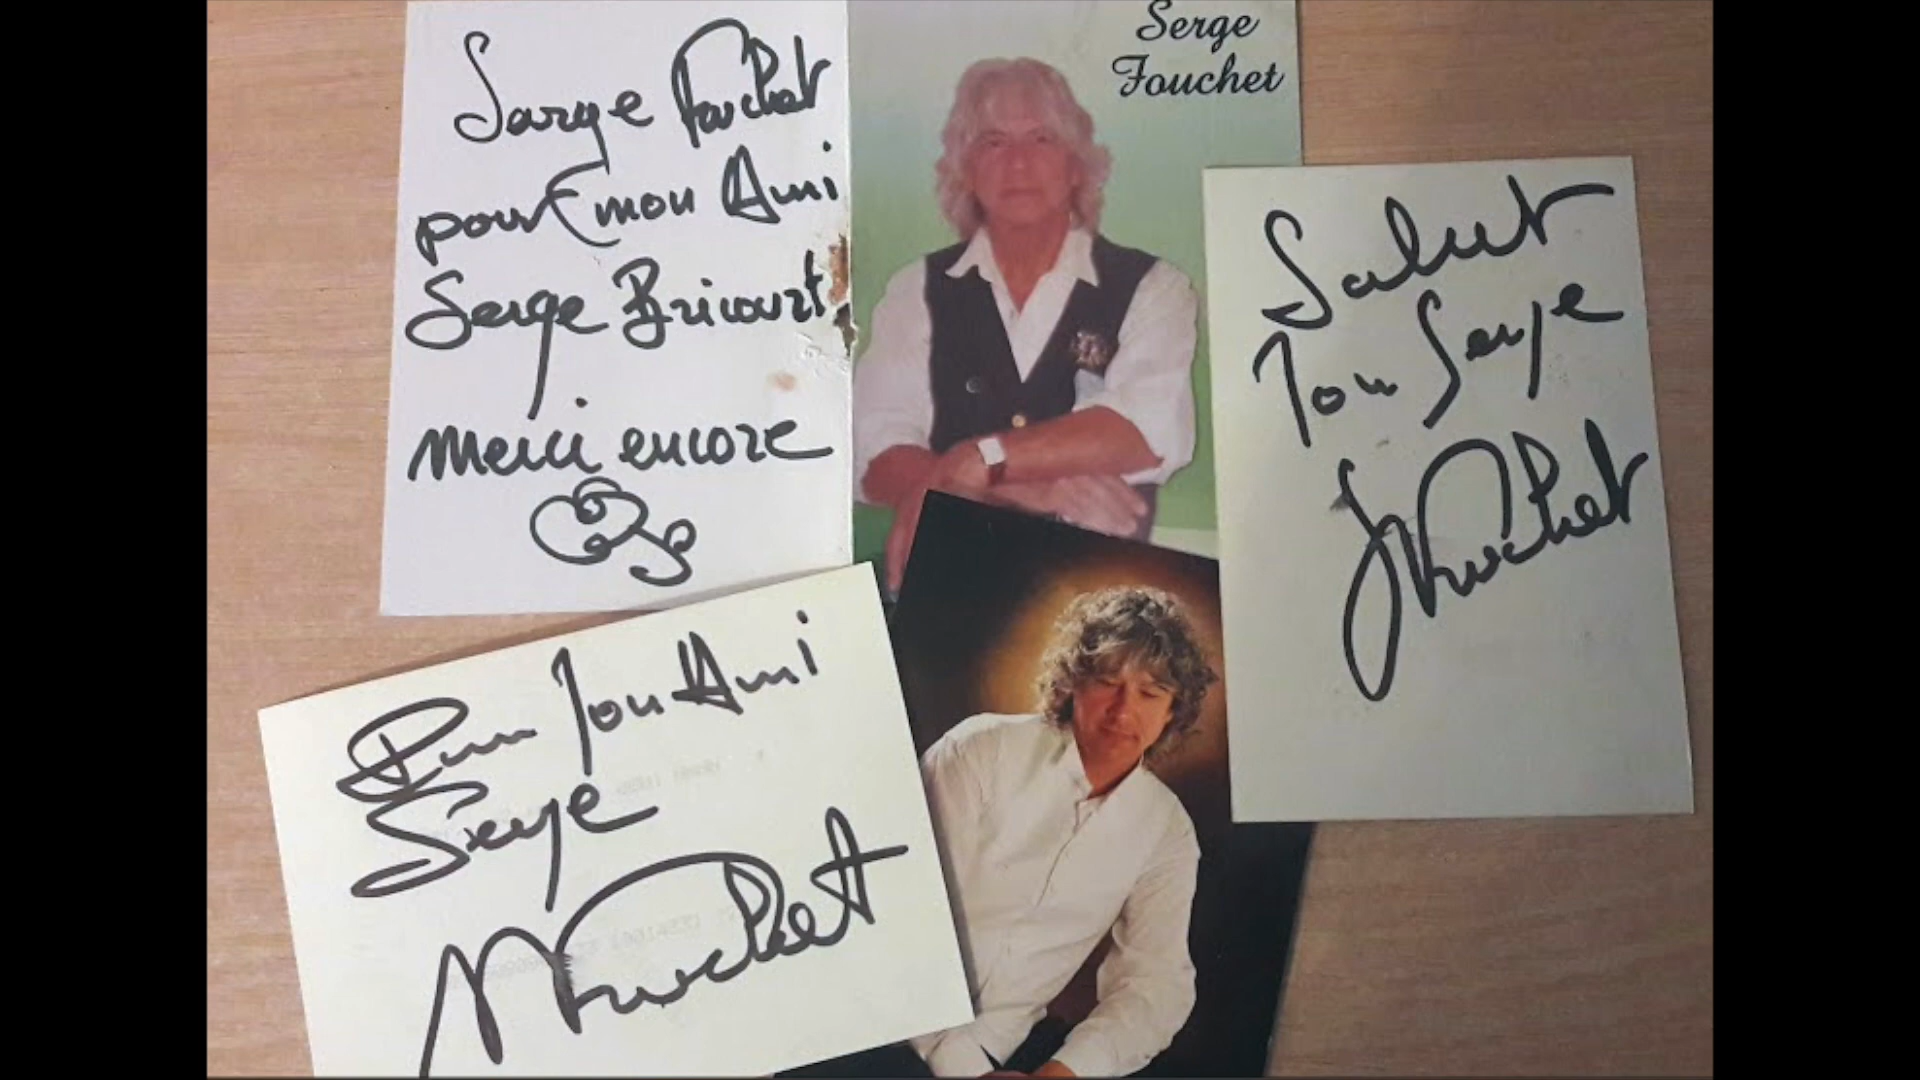 Serge Fouchet
pour mon Ami
Serge Bricourt
Merci encore
Serge
Fouchet
Salut
Ton Serge
Fouchet
Pour Ton Ami
Serge
Fouchet